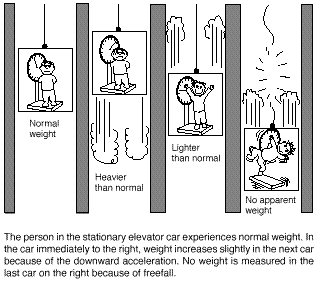 Normal
weight
Heavier
than normal
Lighter
than normal
No apparent
weight
The person in the stationary elevator car experiences normal weight. In
the car immediately to the right, weight increases slightly in the next car
because of the downward acceleration. No weight is measured in the
last car on the right because of freefall.